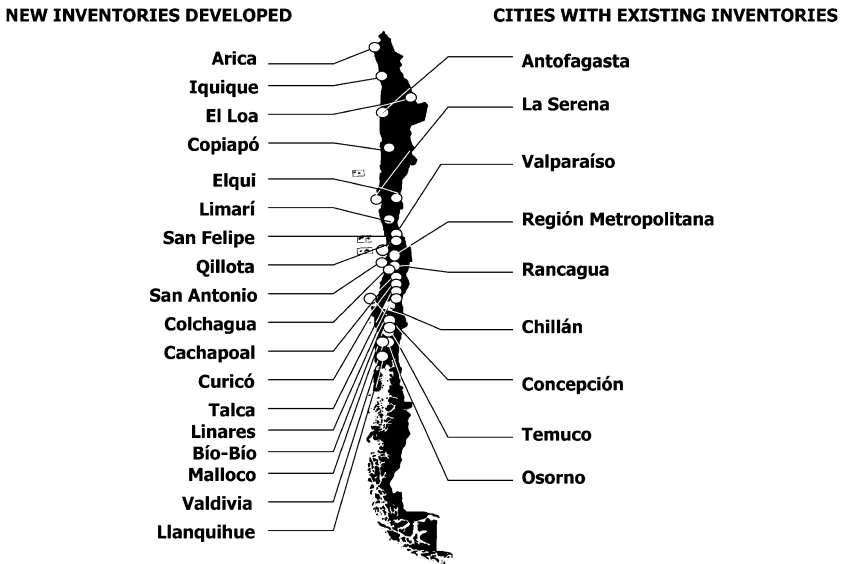 NEW INVENTORIES DEVELOPED
Arica
Iquique
El Loa
Copiapó
Elqui
Limarí
San Felipe
Qillota
San Antonio
Colchagua
Cachapoal
Curicó
Talca
Linares
Bío-Bío
Malloco
Valdivia
Llanquihue
CITIES WITH EXISTING INVENTORIES
Antofagasta
La Serena
Valparaíso
Región Metropolitana
Rancagua
Chillán
Concepción
Temuco
Osorno